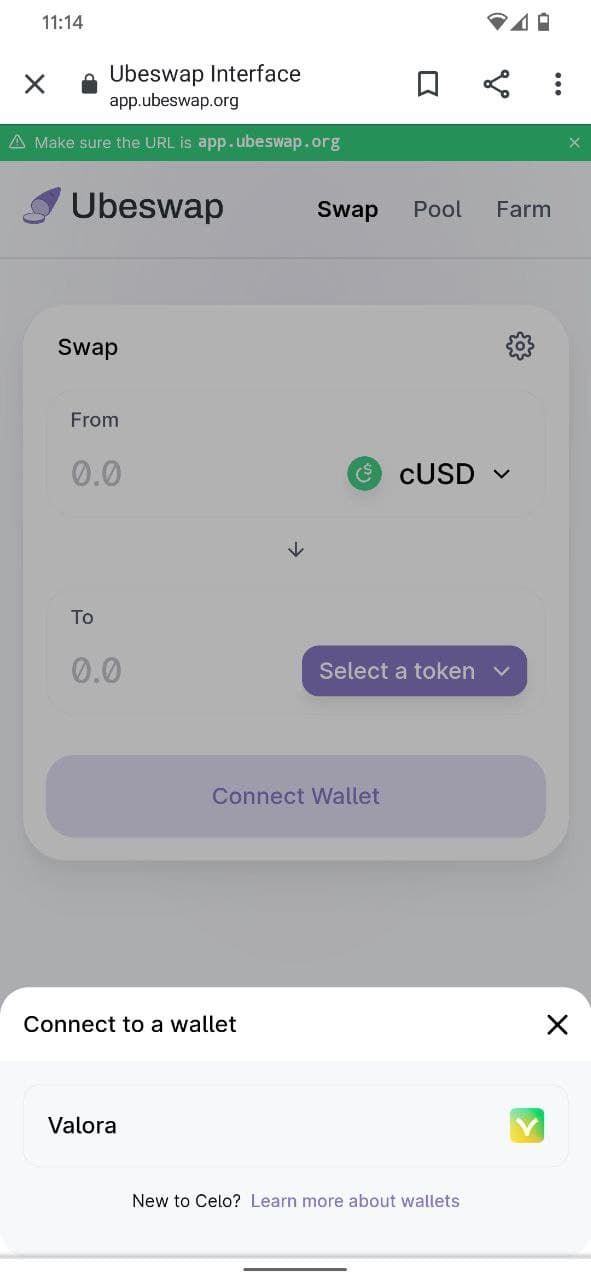 11:14
Ubeswap Interface
app.ubeswap.org
Make sure the URL is app.ubeswap.org
Ubeswap Swap Pool Farm
Swap
From
0.0 cUSD
To
0.0 Select a token
Connect Wallet
Connect to a wallet
Valora
New to Celo? Learn more about wallets